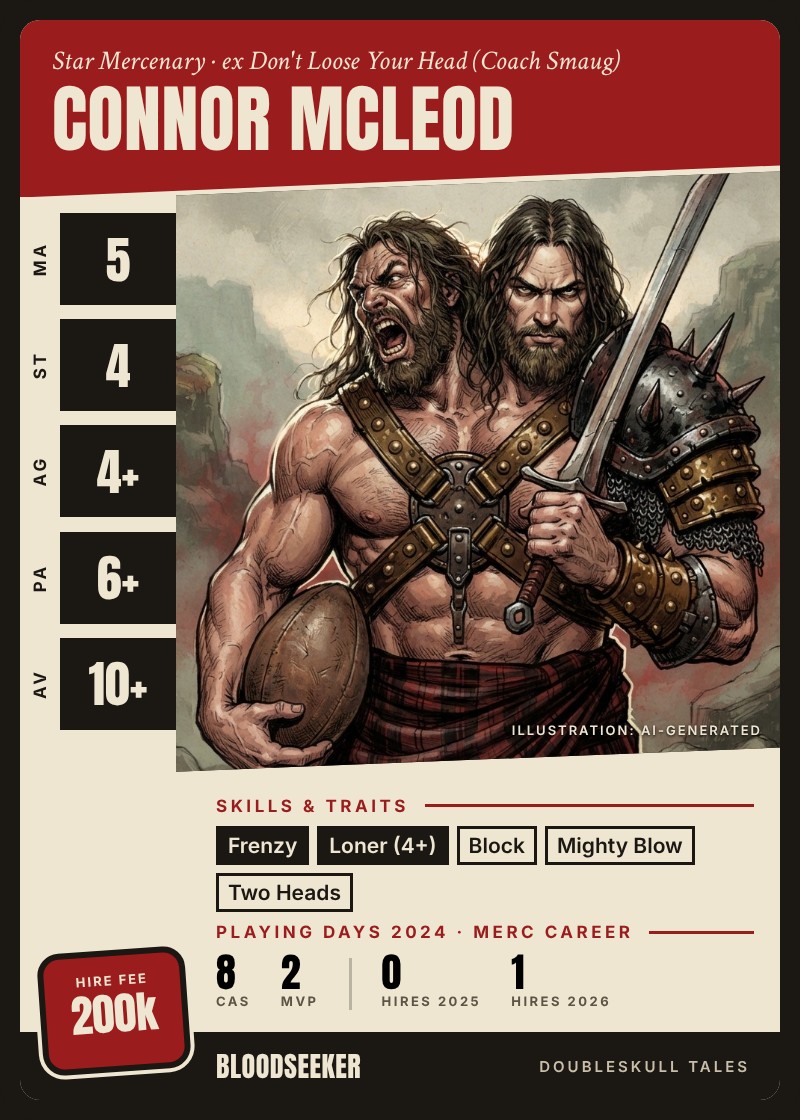 Star Mercenary · ex Don't Loose Your Head (Coach Smaug)
CONNOR MCLEOD
MA 5
ST 4
AG 4+
PA 6+
AV 10+
ILLUSTRATION: AI-GENERATED
SKILLS & TRAITS
Frenzy Loner (4+) Block Mighty Blow
Two Heads
PLAYING DAYS 2024 · MERC CAREER
8 2 0 1
CAS MVP HIRES 2025 HIRES 2026
HIRE FEE
200k
BLOODSEEKER DOUBLESKULL TALES